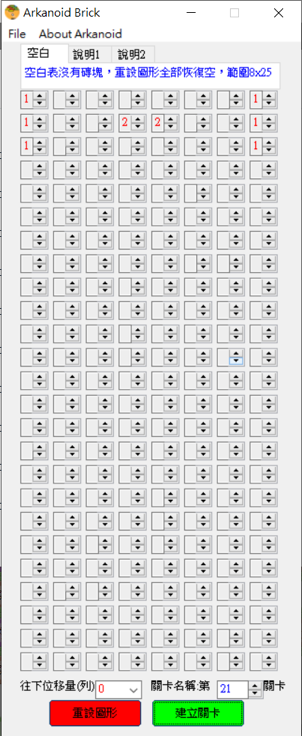 Arkanoid Brick
File About Arkanoid
空白 說明1 說明2
空白表沒有磚塊，重設圖形全部恢復空，範圍8x25
1 1
1 2 2 1
1 1
往下位移量(列) 0 關卡名稱:第 21 關卡
重設圖形 建立關卡